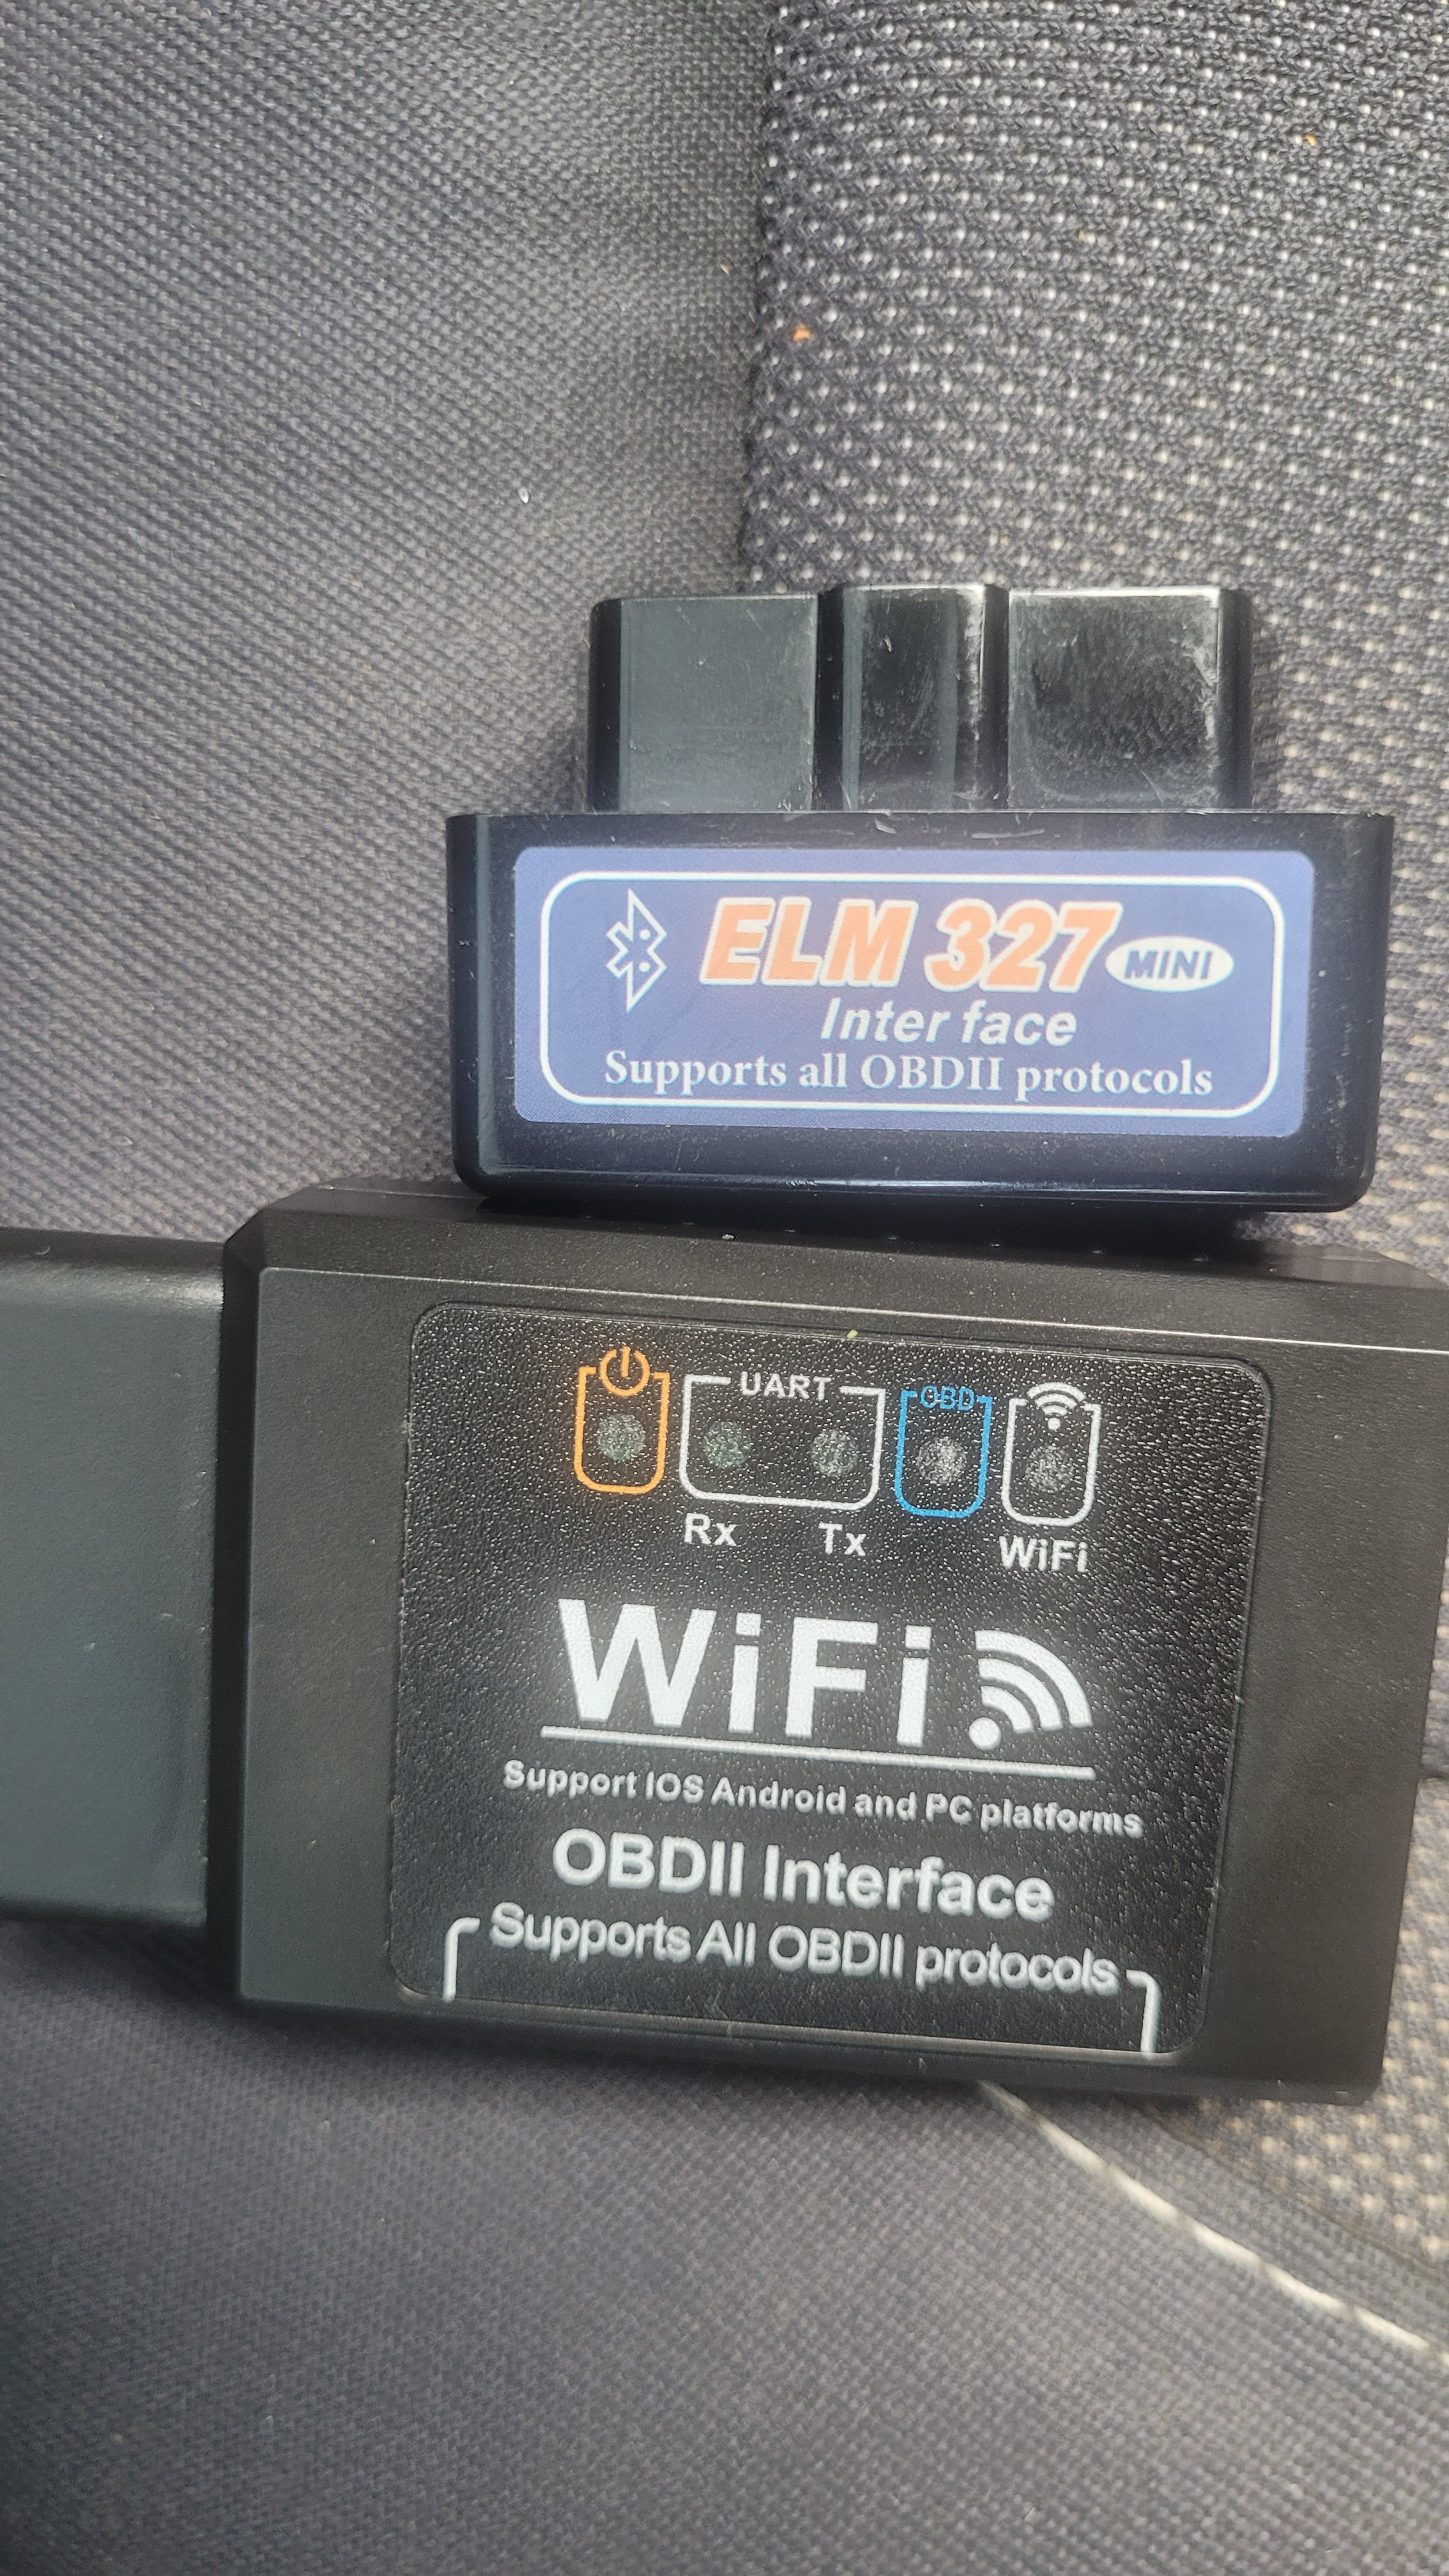 ELM 327 MINI
Inter face
Supports all OBDII protocols
UART OBD
Rx Tx WiFi
WiFi
Support IOS Android and PC platforms
OBDII Interface
Supports All OBDII protocols